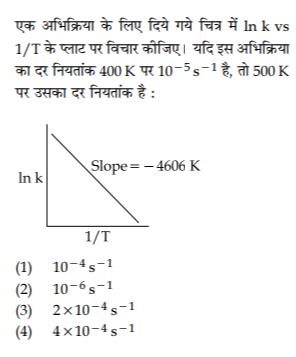 एक अभिक्रिया के लिए दिये गये चित्र में ln k vs
1/T के प्लाट पर विचार कीजिए। यदि इस अभिक्रिया
का दर नियतांक 400 K पर 10⁻⁵ s⁻¹ है, तो 500 K
पर उसका दर नियतांक है :
Slope = − 4606 K
ln k
1/T
(1) 10⁻⁴ s⁻¹
(2) 10⁻⁶ s⁻¹
(3) 2×10⁻⁴ s⁻¹
(4) 4×10⁻⁴ s⁻¹